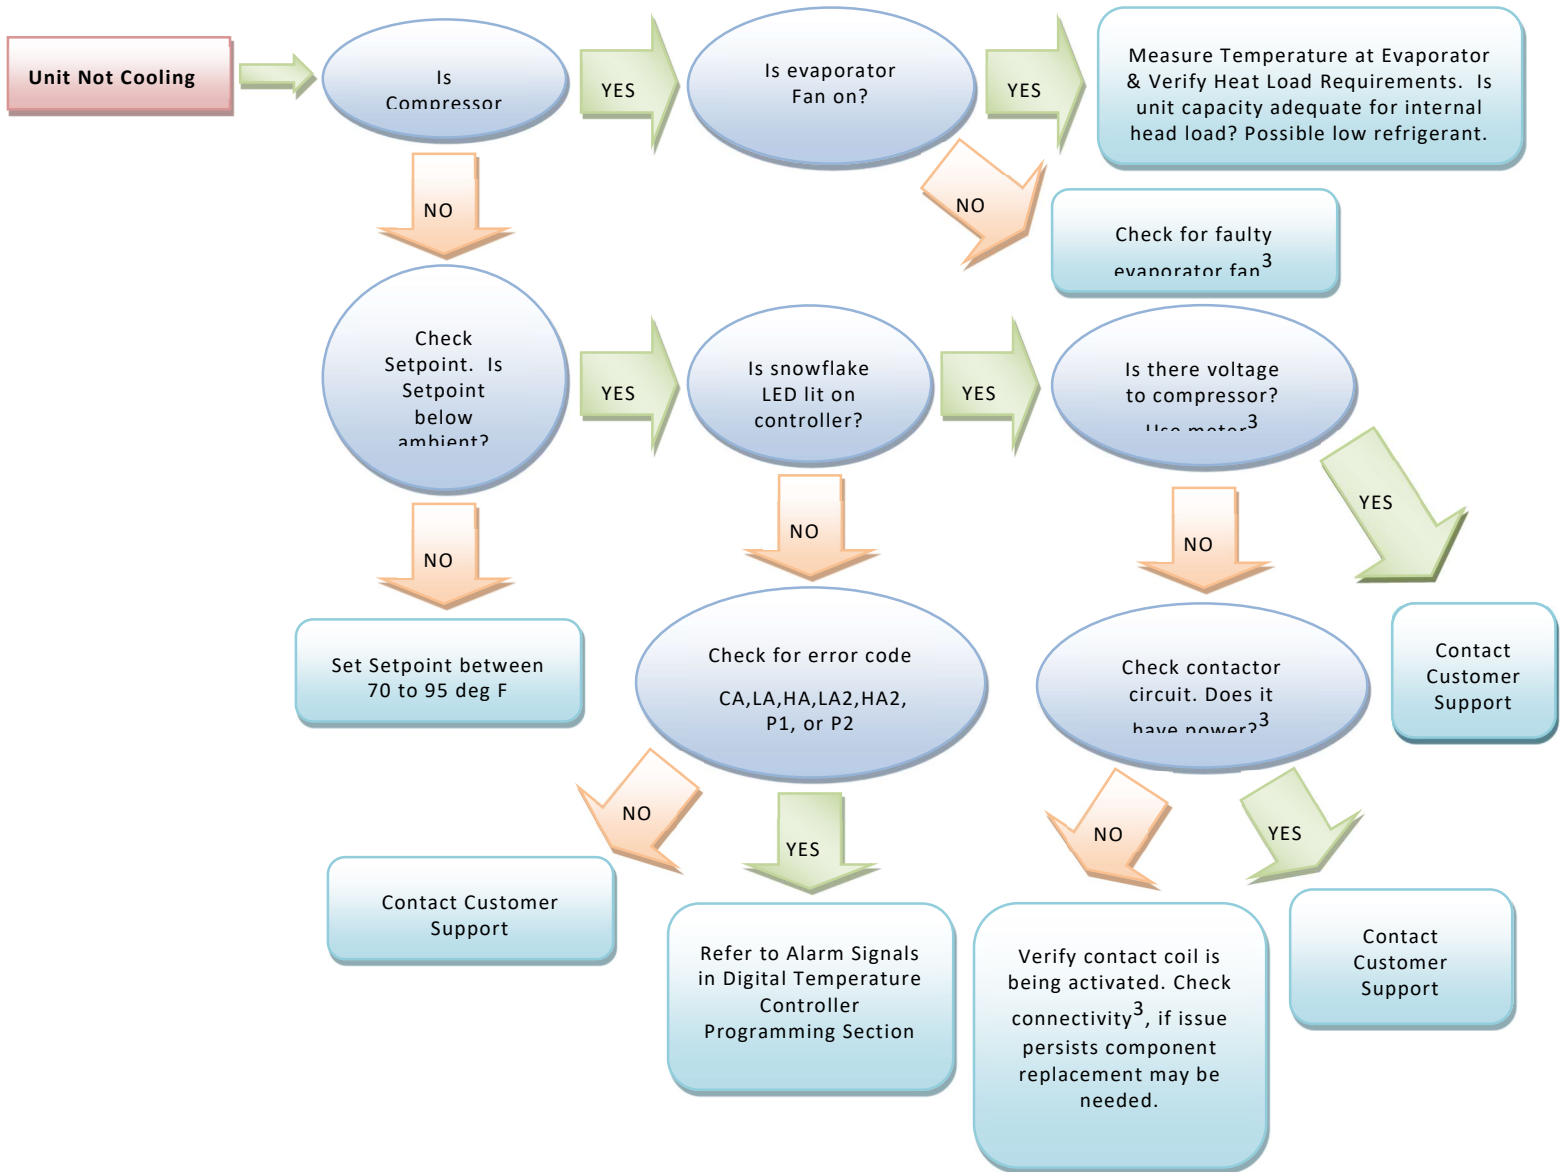 Unit Not Cooling
Is
Compressor
YES
Is evaporator
Fan on?
YES
Measure Temperature at Evaporator
& Verify Heat Load Requirements. Is
unit capacity adequate for internal
head load? Possible low refrigerant.
NO
NO
Check for faulty
evaporator fan3
Check
Setpoint. Is
Setpoint
below
ambient?
YES
Is snowflake
LED lit on
controller?
YES
Is there voltage
to compressor?
Use meter3
YES
NO
NO
NO
Set Setpoint between
70 to 95 deg F
Check for error code
CA,LA,HA,LA2,HA2,
P1, or P2
Check contactor
circuit. Does it
have power?3
Contact
Customer
Support
NO
YES
NO
YES
Contact Customer
Support
Refer to Alarm Signals
in Digital Temperature
Controller
Programming Section
Verify contact coil is
being activated. Check
connectivity3, if issue
persists component
replacement may be
needed.
Contact
Customer
Support